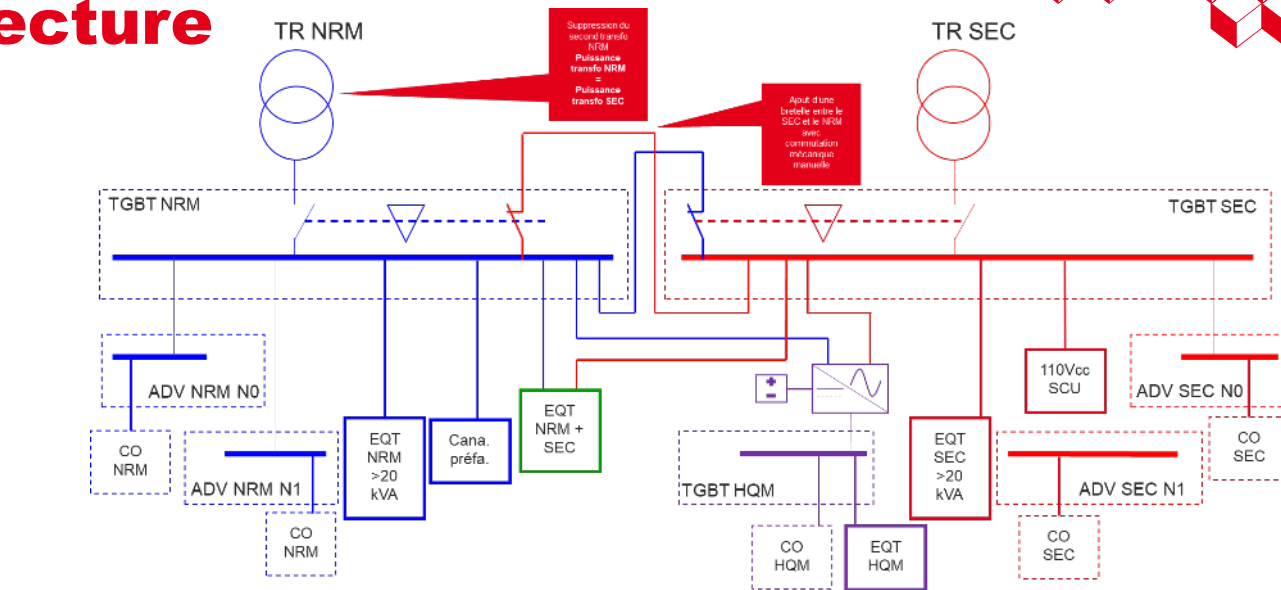 ecture
TR NRM
Suppression du
second transfo
NRM
Puissance
transfo NRM
=
Puissance
transfo SEC
Ajout d'une
bretelle entre le
SEC et le NRM
avec
commutation
mécanique
manuelle
TR SEC
TGBT NRM
TGBT SEC
ADV NRM N0
CO
NRM
ADV NRM N1
CO
NRM
EQT
NRM
>20
kVA
Cana.
préfa.
EQT
NRM +
SEC
+
-
TGBT HQM
CO
HQM
EQT
HQM
EQT
SEC
>20
kVA
110Vcc
SCU
ADV SEC N0
CO
SEC
ADV SEC N1
CO
SEC